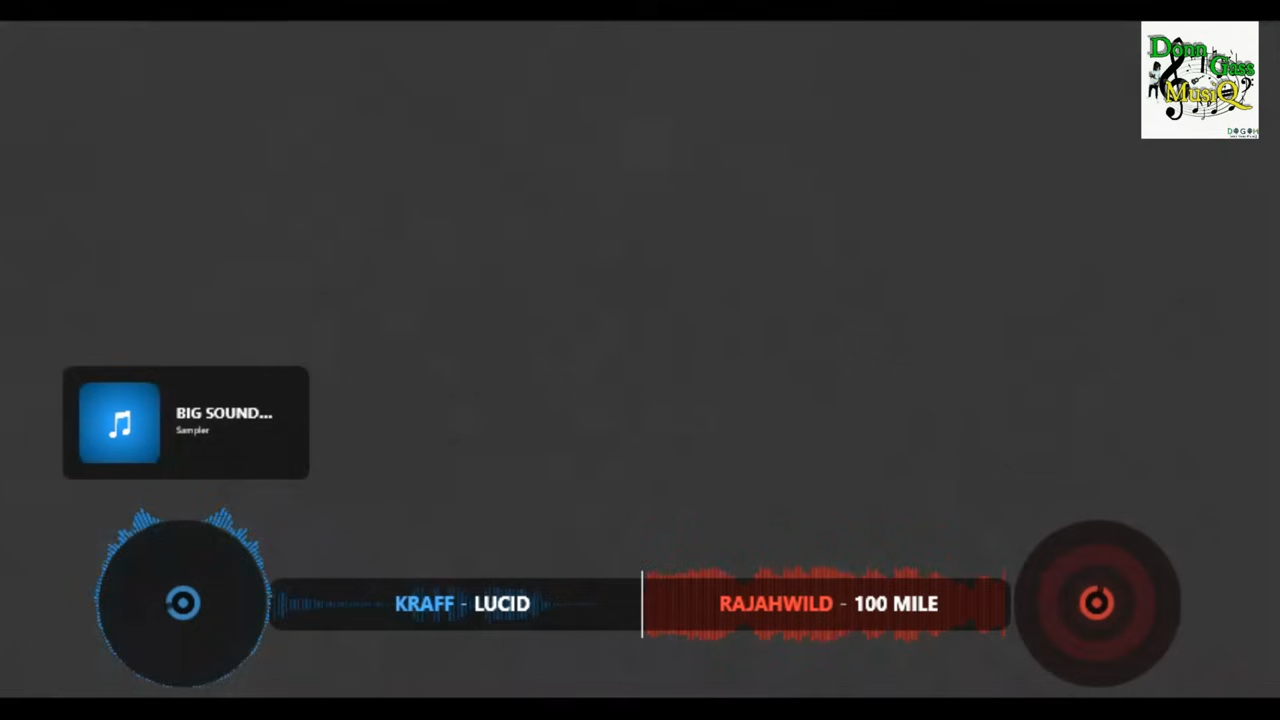 Donn
Gass
MusiQ
BIG SOUND...
Sampler
KRAFF - LUCID
RAJAHWILD - 100 MILE